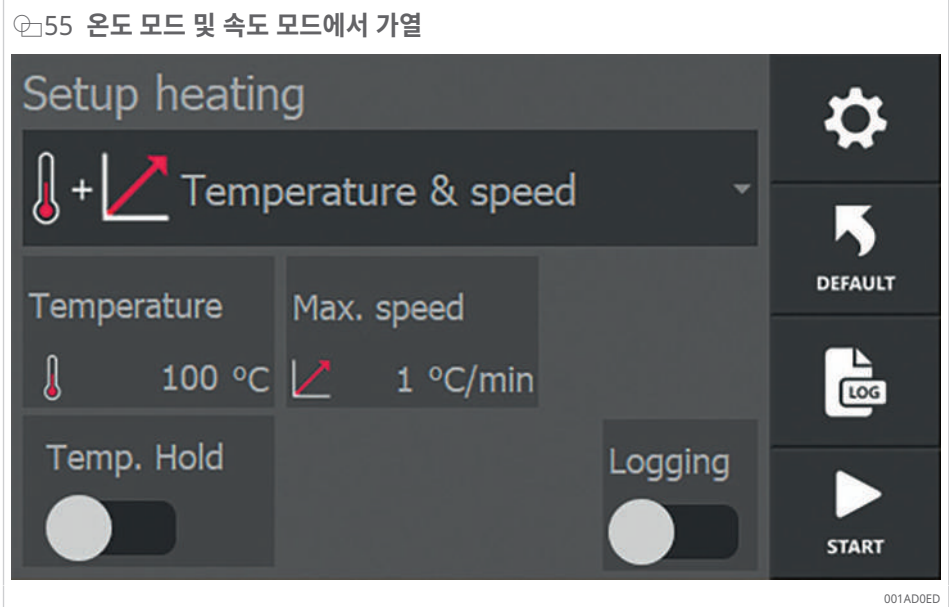 55 온도 모드 및 속도 모드에서 가열
Setup heating
+ Temperature & speed
Temperature
100 °C
Max. speed
1 °C/min
Temp. Hold
Logging
DEFAULT
LOG
START
001AD0ED